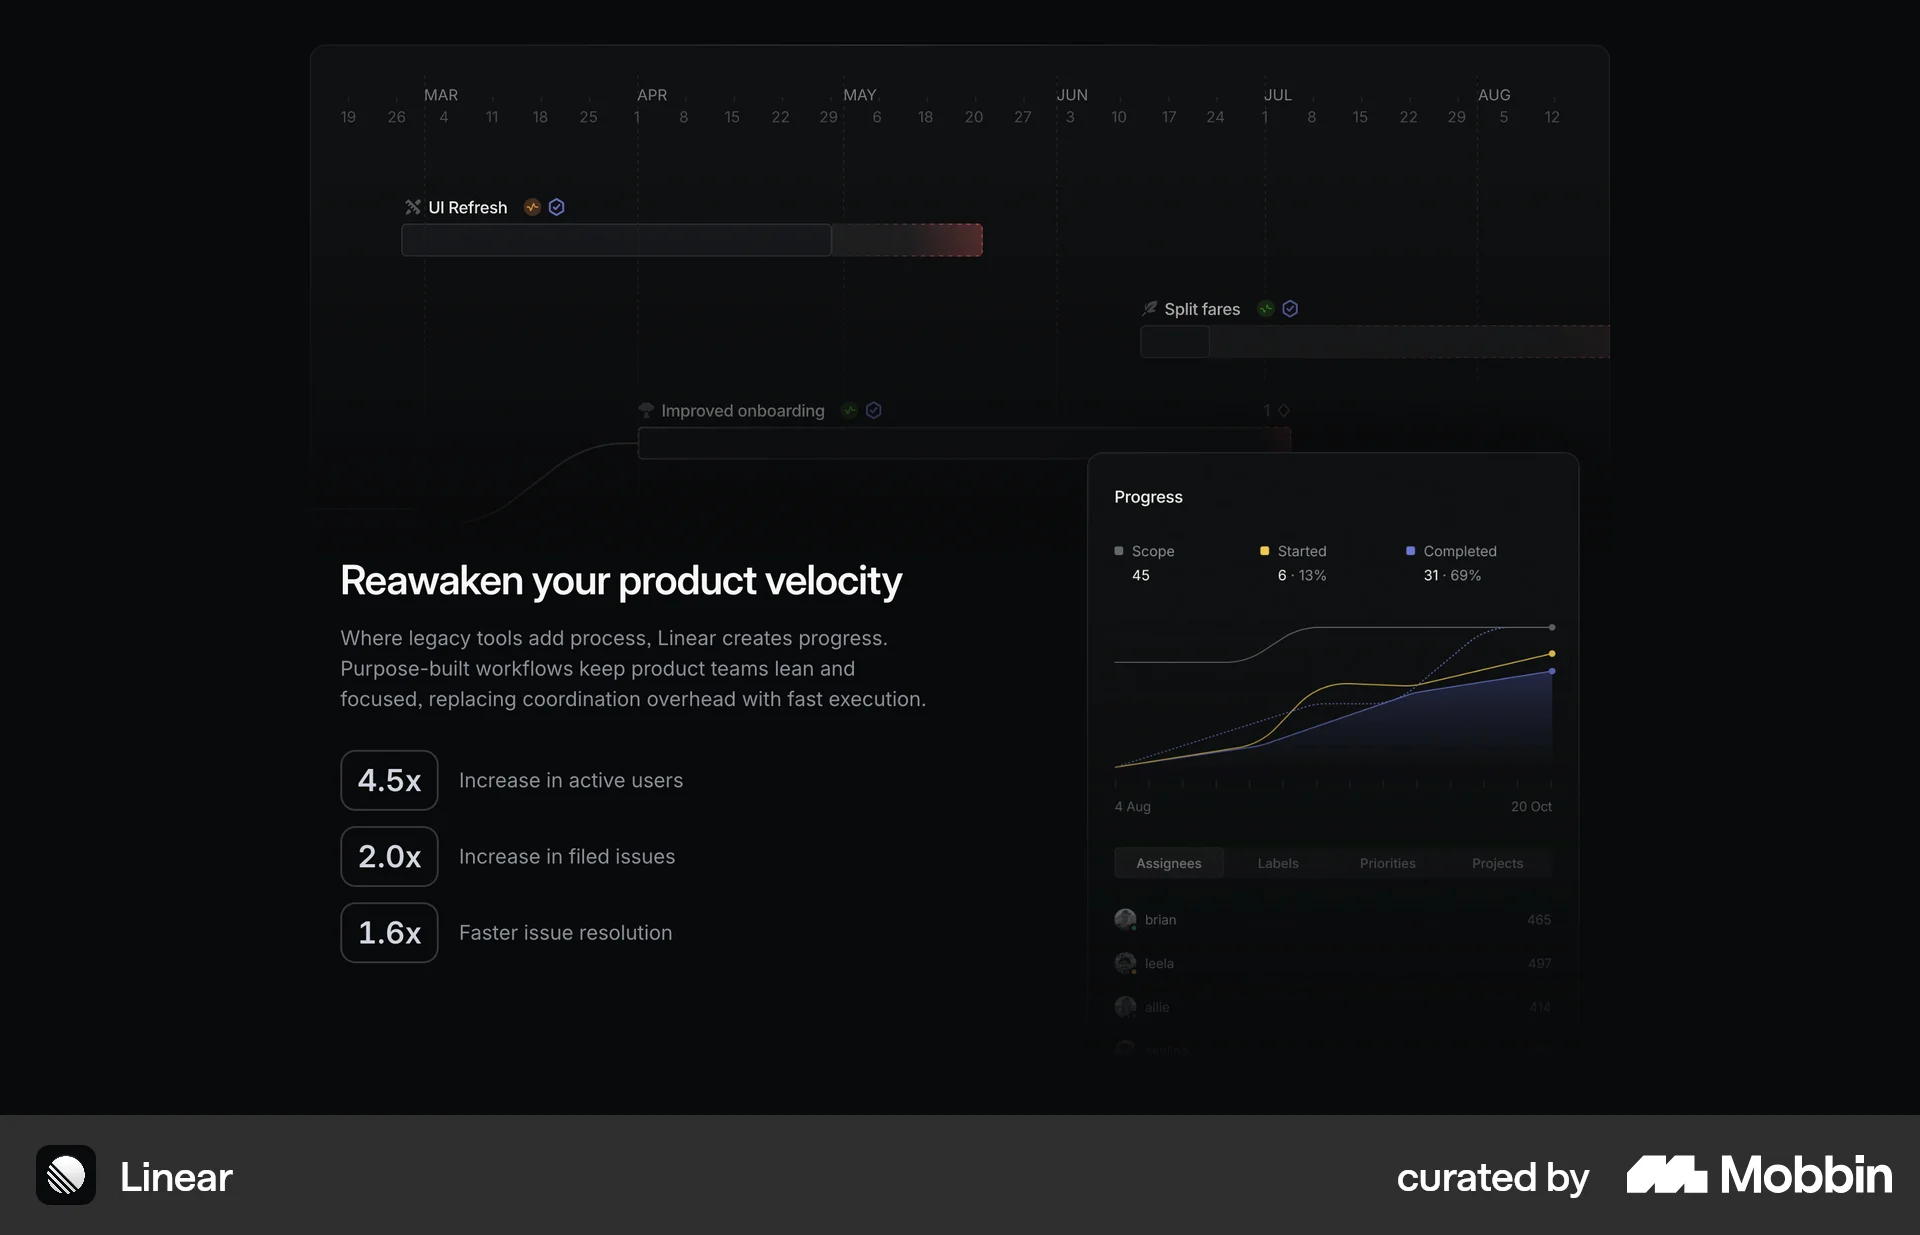 MAR APR MAY JUN JUL AUG
19 26 4 11 18 25 1 8 15 22 29 6 18 20 27 3 10 17 24 1 8 15 22 29 5 12
UI Refresh
Split fares
Improved onboarding 1
Progress
Scope Started Completed
45 6 · 13% 31 · 69%
4 Aug 20 Oct
Assignees Labels Priorities Projects
brian 465
leela 497
allie 414
Reawaken your product velocity
Where legacy tools add process, Linear creates progress.
Purpose-built workflows keep product teams lean and
focused, replacing coordination overhead with fast execution.
4.5x Increase in active users
2.0x Increase in filed issues
1.6x Faster issue resolution
Linear
curated by Mobbin